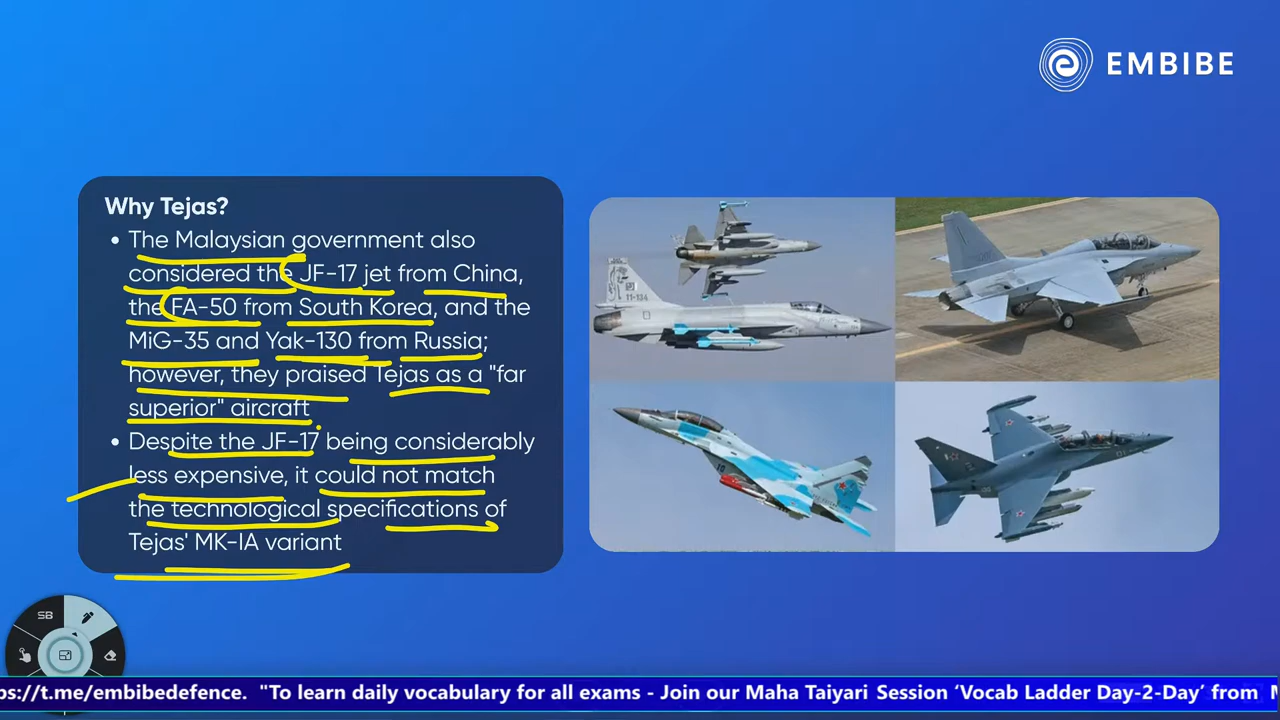 EMBIBE
Why Tejas?
• The Malaysian government also
considered the JF-17 jet from China,
the FA-50 from South Korea, and the
MiG-35 and Yak-130 from Russia;
however, they praised Tejas as a "far
superior" aircraft
• Despite the JF-17 being considerably
less expensive, it could not match
the technological specifications of
Tejas' MK-IA variant
11-134
SB
ps://t.me/embibedefence. "To learn daily vocabulary for all exams - Join our Maha Taiyari Session ‘Vocab Ladder Day-2-Day’ from